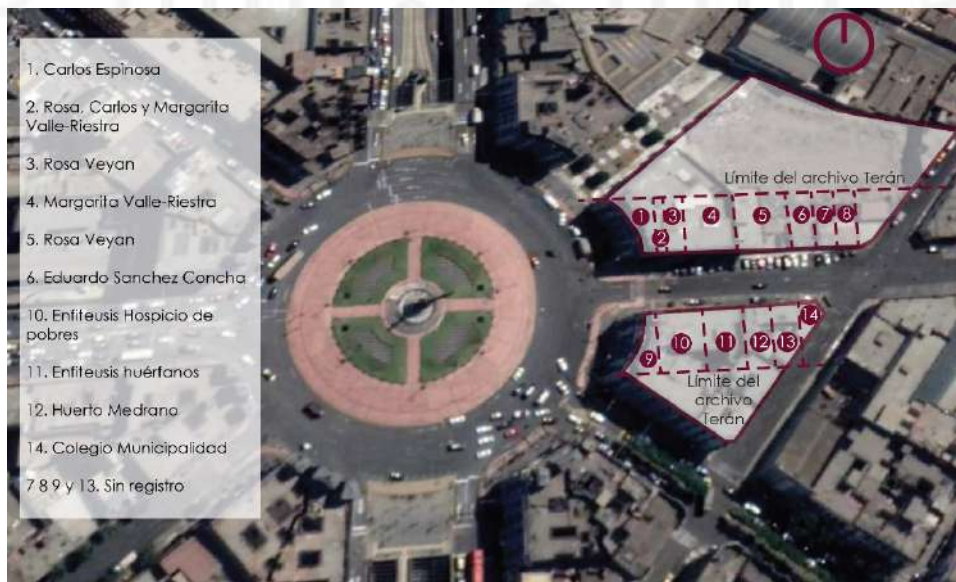 1. Carlos Espinosa
2. Rosa, Carlos y Margarita
Valle-Riestra
3. Rosa Veyan
4. Margarita Valle-Riestra
5. Rosa Veyan
6. Eduardo Sanchez Concha
10. Enfiteusis Hospicio de
pobres
11. Enfiteusis huérfanos
12. Huerto Medrano
14. Colegio Municipalidad
7 8 9 y 13. Sin registro
Límite del archivo Terán
1
2
3
4
5
6
7
8
14
9
10
11
12
13
Límite del
archivo
Terán